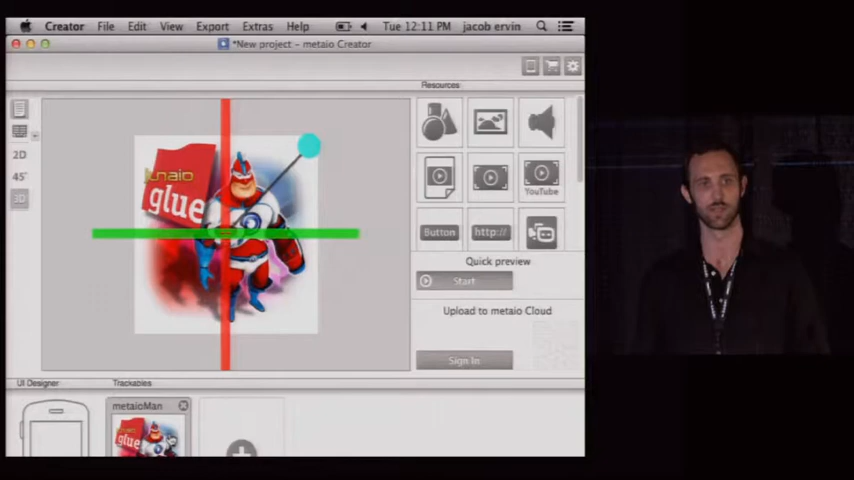 Creator File Edit View Export Extras Help Tue 12:11 PM jacob ervin
*New project - metaio Creator
Resources
2D
45°
3D
junaio
glue
YouTube
Button
http://
Quick preview
Start
Upload to metaio Cloud
Sign In
UI Designer
Trackables
metaioMan
glue